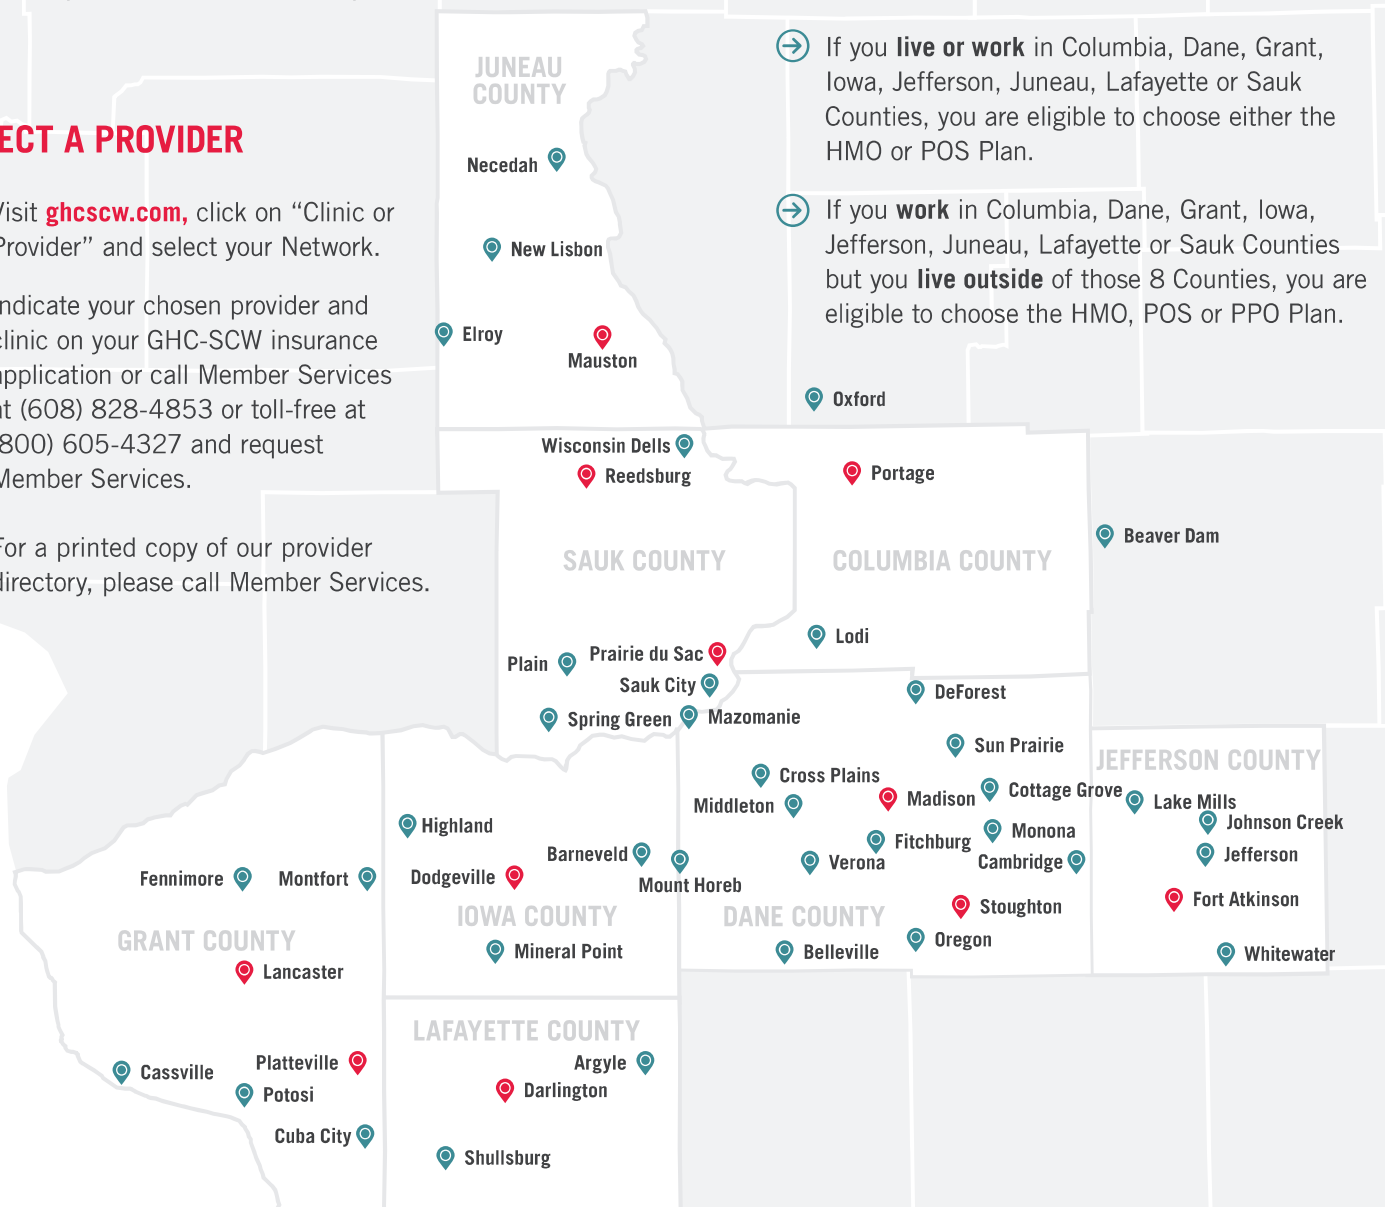 ECT A PROVIDER
Visit ghcscw.com, click on “Clinic or
Provider” and select your Network.
Indicate your chosen provider and
clinic on your GHC-SCW insurance
application or call Member Services
at (608) 828-4853 or toll-free at
(800) 605-4327 and request
Member Services.
For a printed copy of our provider
directory, please call Member Services.
If you live or work in Columbia, Dane, Grant,
Iowa, Jefferson, Juneau, Lafayette or Sauk
Counties, you are eligible to choose either the
HMO or POS Plan.
If you work in Columbia, Dane, Grant, Iowa,
Jefferson, Juneau, Lafayette or Sauk Counties
but you live outside of those 8 Counties, you are
eligible to choose the HMO, POS or PPO Plan.
JUNEAU
COUNTY
Necedah
New Lisbon
Elroy
Mauston
Oxford
Wisconsin Dells
Reedsburg
Portage
Beaver Dam
SAUK COUNTY
COLUMBIA COUNTY
Lodi
Plain
Prairie du Sac
Sauk City
Spring Green
Mazomanie
DeForest
Sun Prairie
Cross Plains
Middleton
Madison
Cottage Grove
Fitchburg
Monona
Verona
Cambridge
Mount Horeb
DANE COUNTY
Stoughton
Oregon
Belleville
JEFFERSON COUNTY
Lake Mills
Johnson Creek
Jefferson
Fort Atkinson
Whitewater
Highland
Barneveld
Dodgeville
IOWA COUNTY
Mineral Point
Fennimore
Montfort
GRANT COUNTY
Lancaster
Platteville
Cassville
Potosi
Cuba City
LAFAYETTE COUNTY
Argyle
Darlington
Shullsburg